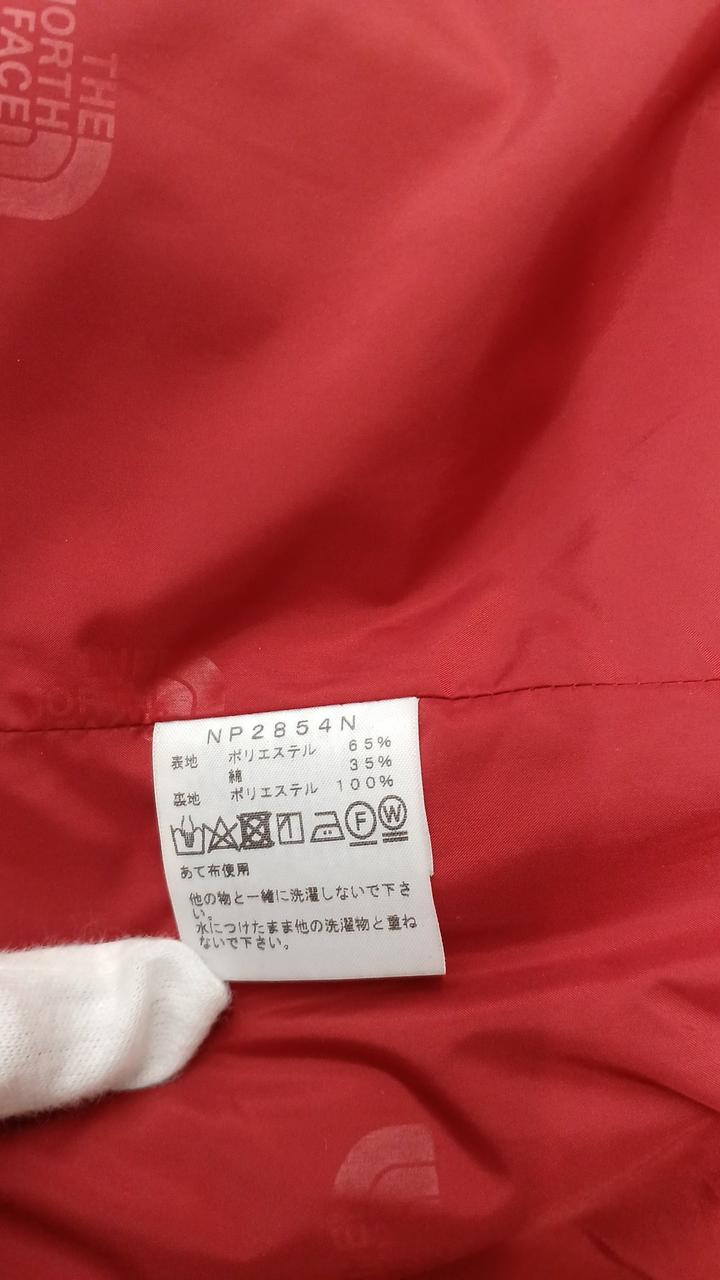 THE
NORTH
FACE
NP2854N
表地 ポリエステル 65%
綿 35%
裏地 ポリエステル 100%
F W
あて布使用
他の物と一緒に洗濯しないで下さ
い。
水につけたまま他の洗濯物と重ね
ないで下さい。